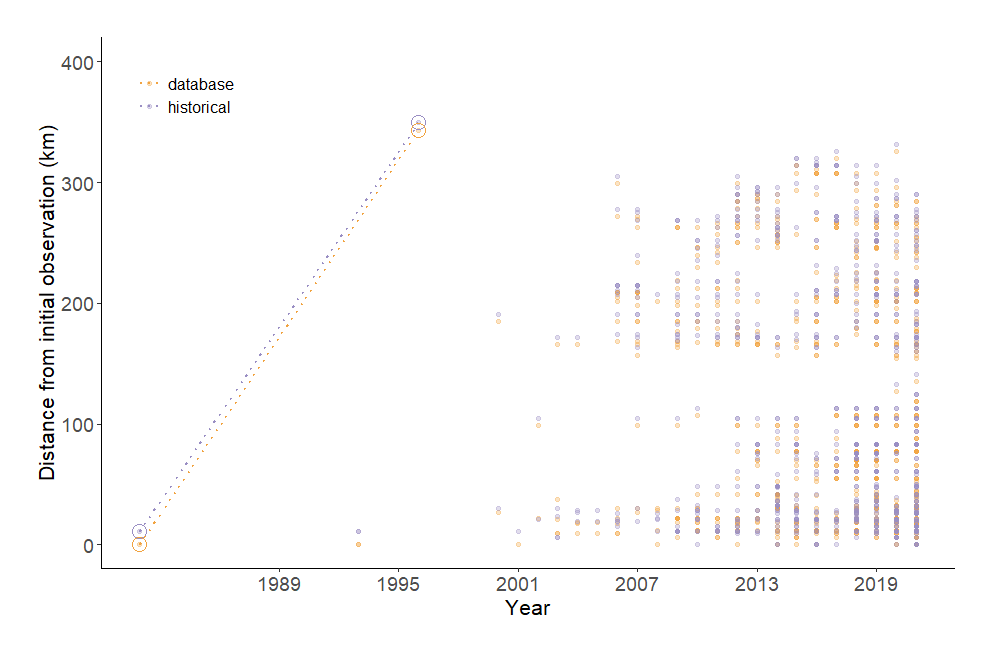 400
300
200
100
0
Distance from initial observation (km)
database
historical
1989 1995 2001 2007 2013 2019
Year